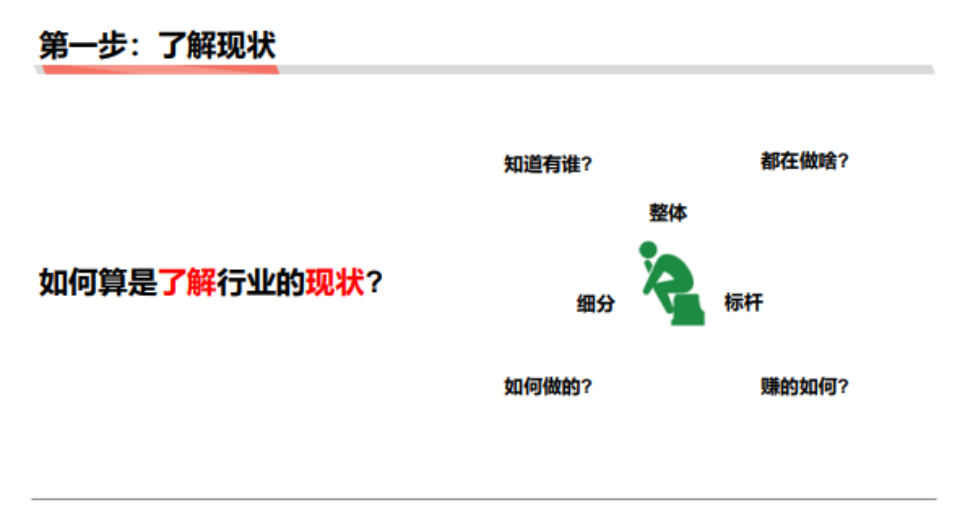 第一步：了解现状
知道有谁?
都在做啥?
整体
如何算是了解行业的现状?
细分
标杆
如何做的?
赚的如何?